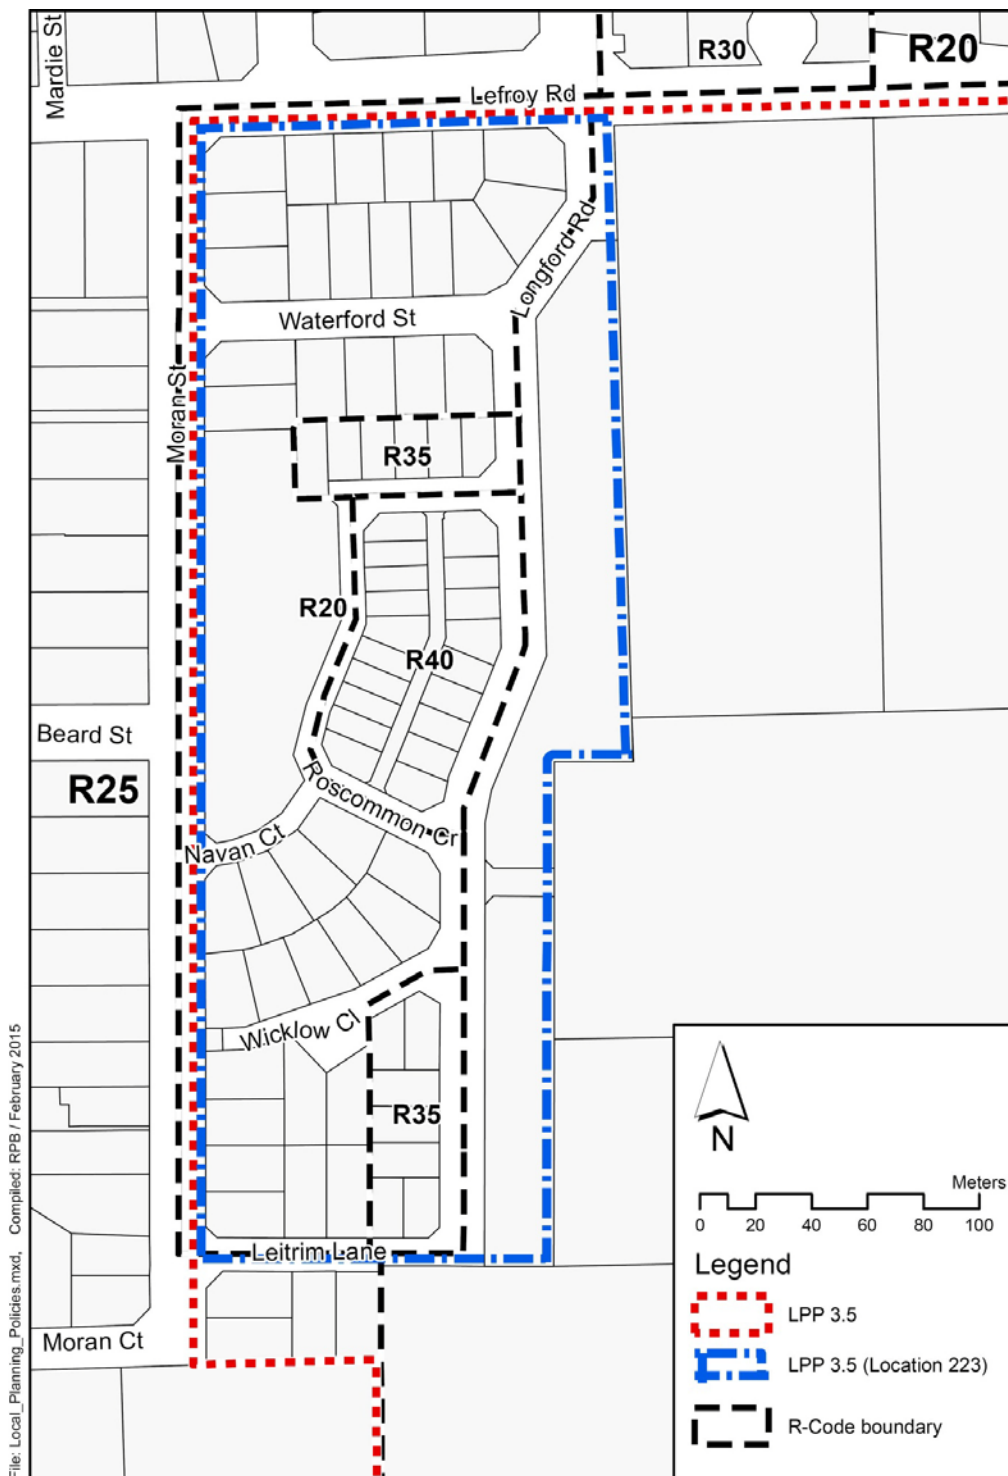 Mardie St
R30
R20
Lefroy Rd
Longford Rd
Waterford St
Moran St
R35
R20
R40
Beard St
R25
Roscommon Cr
Navan Ct
Wicklow Cl
R35
Leitrim Lane
Moran Ct
N
Meters
0 20 40 60 80 100
Legend
LPP 3.5
LPP 3.5 (Location 223)
R-Code boundary
File: Local_Planning_Policies.mxd, Compiled: RPB / February 2015